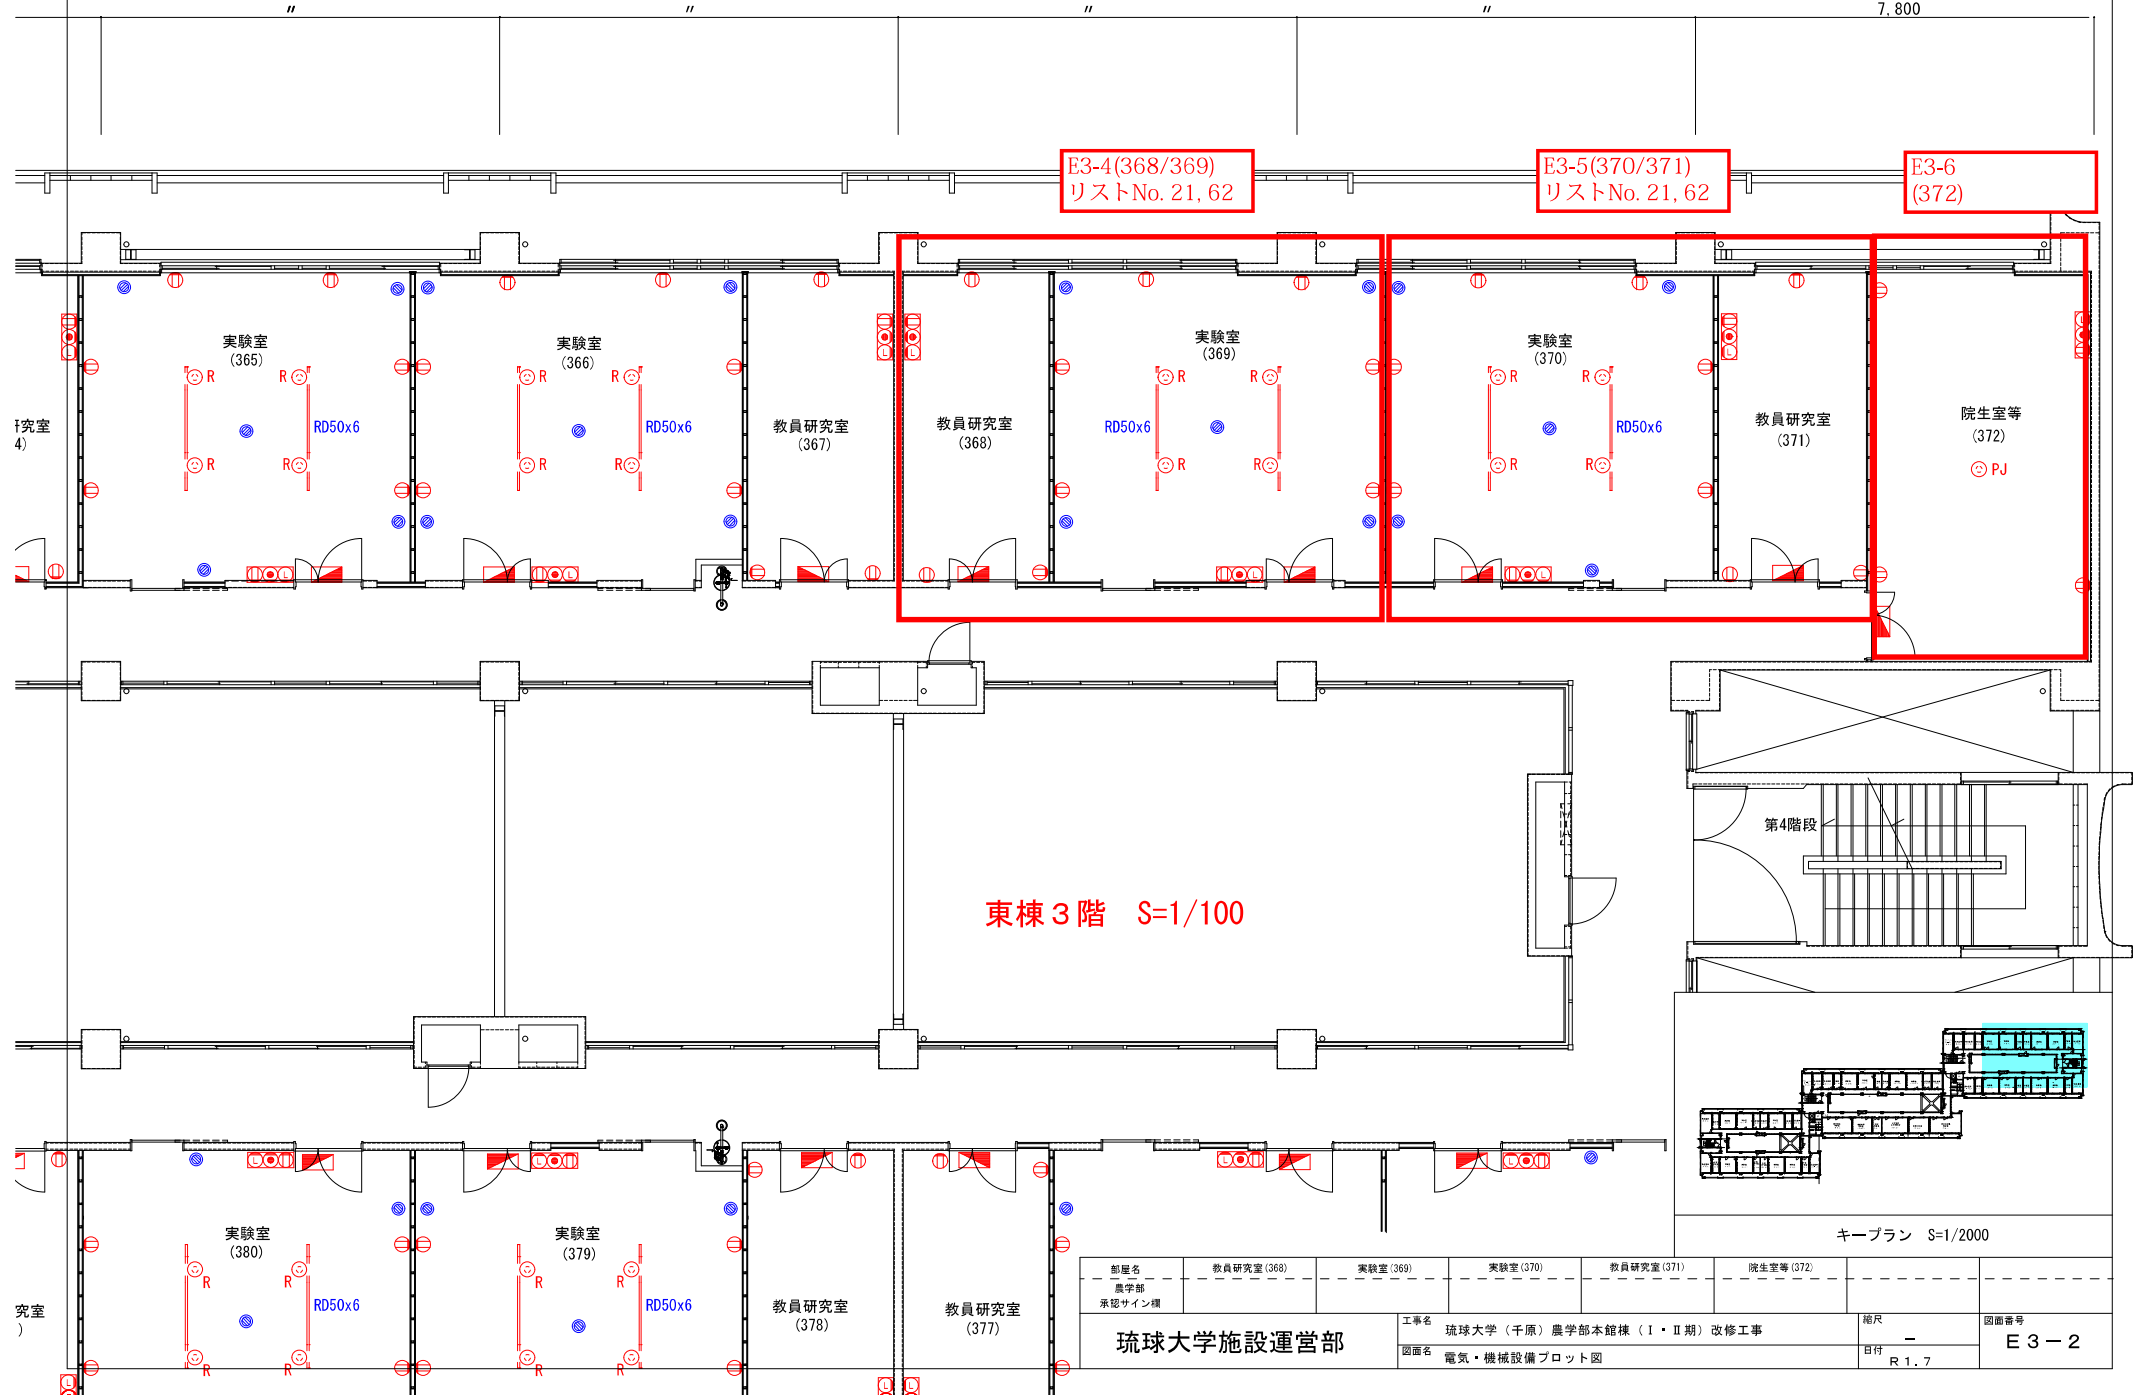 〃 〃 〃 〃 7,800
E3-4(368/369)
リストNo. 21, 62
E3-5(370/371)
リストNo. 21, 62
E3-6
(372)
実験室
(365)
R R
RD50x6
R R
実験室
(366)
R R
RD50x6
R R
教員研究室
(367)
教員研究室
(368)
実験室
(369)
R R
RD50x6
R R
実験室
(370)
R R
RD50x6
R R
教員研究室
(371)
院生室等
(372)
PJ
研究室
4)
東棟３階 S=1/100
第4階段
キープラン S=1/2000
実験室
(380)
R R
RD50x6
R R
実験室
(379)
R R
RD50x6
R R
教員研究室
(378)
教員研究室
(377)
究室
)
部屋名 教員研究室(368) 実験室(369) 実験室(370) 教員研究室(371) 院生室等(372)
農学部
承認サイン欄
琉球大学施設運営部
工事名 琉球大学（千原）農学部本館棟（Ⅰ・Ⅱ期）改修工事
図面名 電気・機械設備プロット図
縮尺 －
日付 Ｒ１.７
図面番号
Ｅ３－２